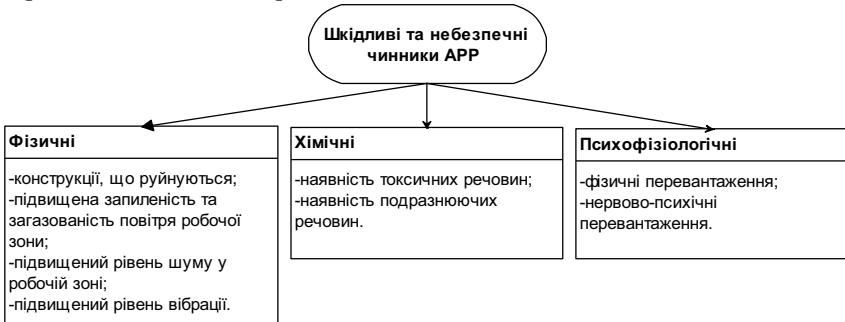 Шкідливі та небезпечні
чинники АРР
Фізичні
-конструкції, що руйнуються;
-підвищена запиленість та
загазованість повітря робочої
зони;
-підвищений рівень шуму у
робочій зоні;
-підвищений рівень вібрації.
Хімічні
-наявність токсичних речовин;
-наявність подразнюючих
речовин.
Психофізіологічні
-фізичні перевантаження;
-нервово-психічні
перевантаження.